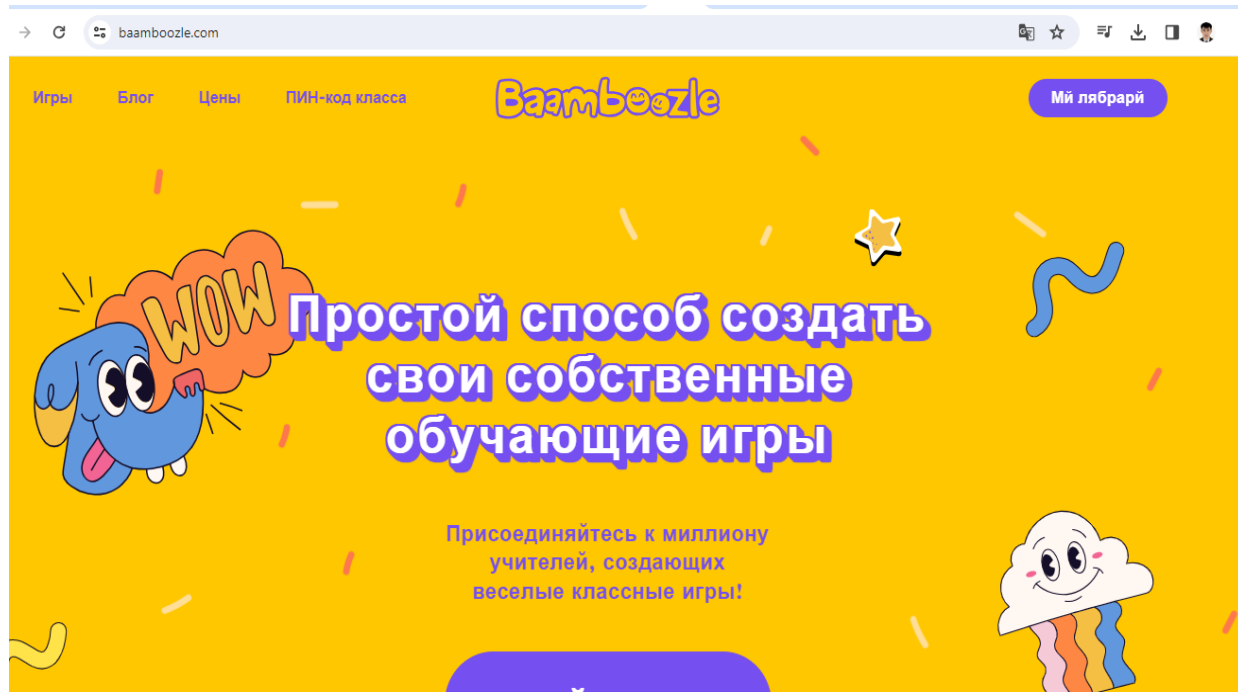 baamboozle.com
Игры Блог Цены ПИН-код класса Baamboozle Мй лябрарй
WOW
Простой способ создать
свои собственные
обучающие игры
Присоединяйтесь к миллиону
учителей, создающих
веселые классные игры!